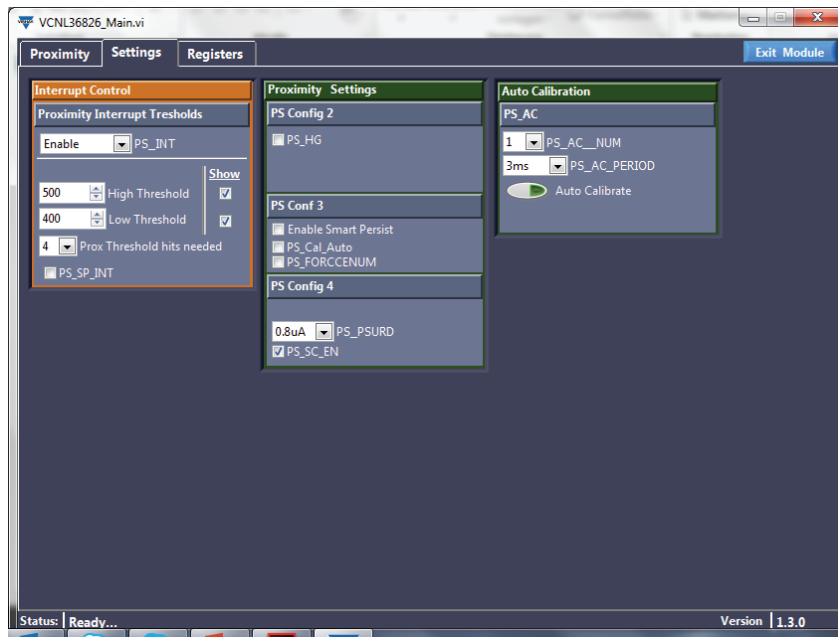 VCNL36826_Main.vi
Proximity Settings Registers Exit Module
Interrupt Control
Proximity Interrupt Tresholds
Enable PS_INT
Show
500 High Threshold
400 Low Threshold
4 Prox Threshold hits needed
PS_SP_INT
Proximity Settings
PS Config 2
PS_HG
PS Conf 3
Enable Smart Persist
PS_Cal_Auto
PS_FORCCENUM
PS Config 4
0.8uA PS_PSURD
PS_SC_EN
Auto Calibration
PS_AC
1 PS_AC__NUM
3ms PS_AC_PERIOD
Auto Calibrate
Status: Ready... Version 1.3.0